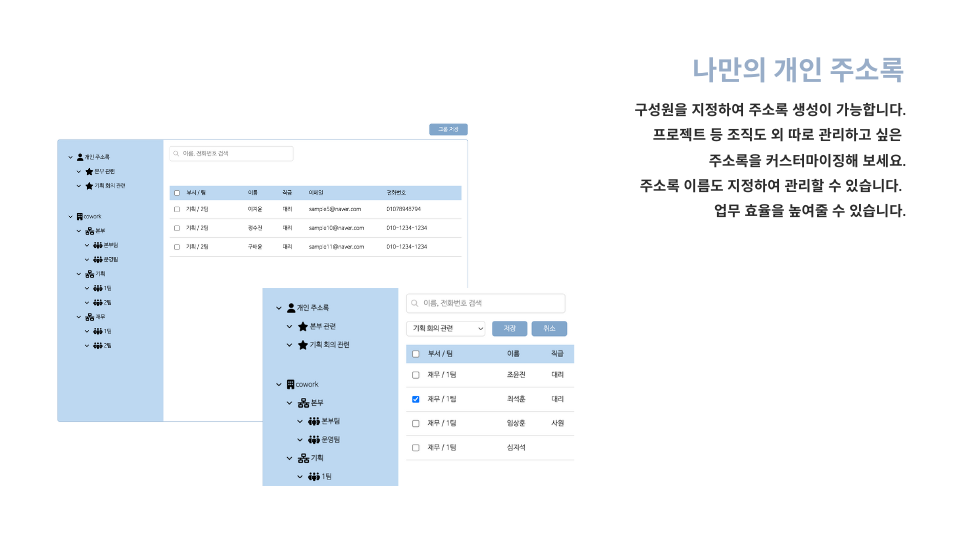 나만의 개인 주소록
구성원을 지정하여 주소록 생성이 가능합니다.
프로젝트 등 조직도 외 따로 관리하고 싶은
주소록을 커스터마이징해 보세요.
주소록 이름도 지정하여 관리할 수 있습니다.
업무 효율을 높여줄 수 있습니다.
그룹 지정
개인 주소록
본부 관련
기획 회의 관련
cowork
본부
본부팀
운영팀
기획
1팀
2팀
재무
1팀
2팀
이름, 전화번호 검색
부서 / 팀 이름 직급 이메일 전화번호
기획 / 2팀 이지운 대리 sample5@naver.com 01078948794
기획 / 2팀 정수진 대리 sample10@naver.com 010-1234-1234
기획 / 2팀 구태윤 대리 sample11@naver.com 010-1234-1234
개인 주소록
본부 관련
기획 회의 관련
cowork
본부
본부팀
운영팀
기획
1팀
이름, 전화번호 검색
기획 회의 관련 저장 취소
부서 / 팀 이름 직급
재무 / 1팀 조윤진 대리
재무 / 1팀 최석훈 대리
재무 / 1팀 임상훈 사원
재무 / 1팀 심지석